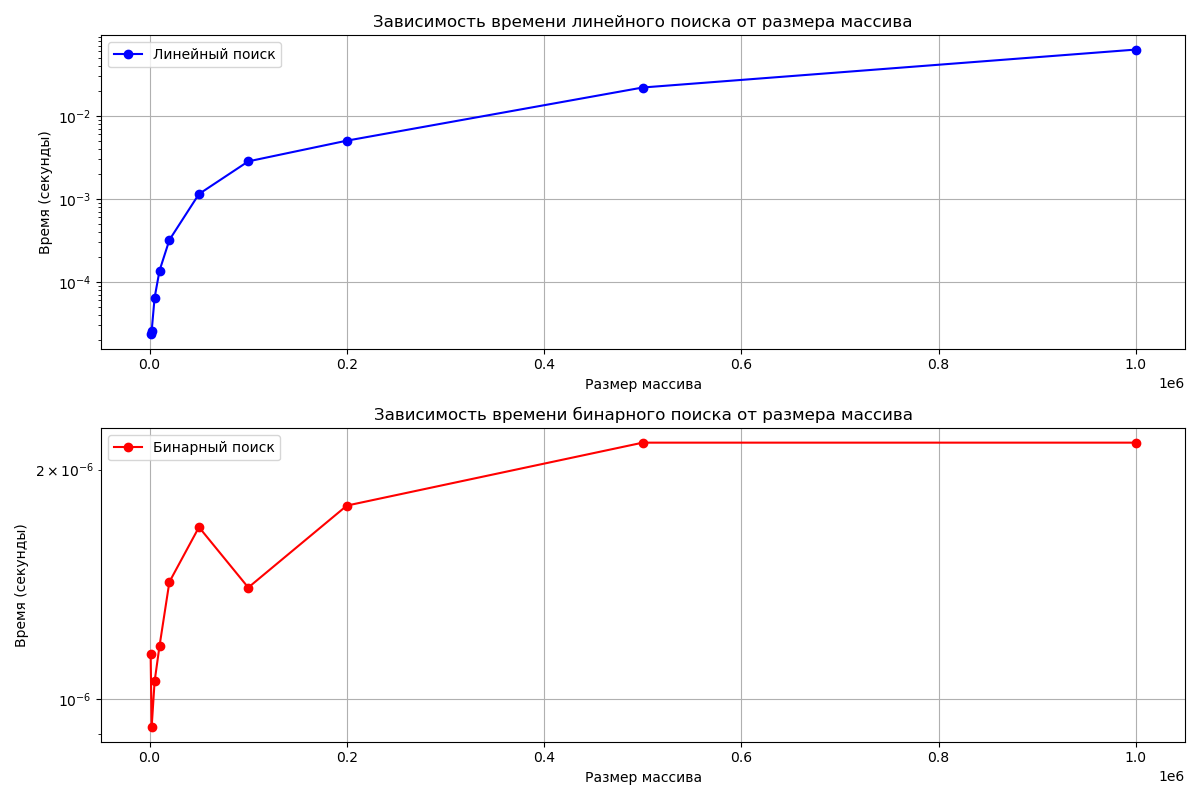 Зависимость времени линейного поиска от размера массива
Линейный поиск
Время (секунды)
10⁻²
10⁻³
10⁻⁴
0.0 0.2 0.4 0.6 0.8 1.0
1e6
Размер массива
Зависимость времени бинарного поиска от размера массива
Бинарный поиск
Время (секунды)
2 × 10⁻⁶
10⁻⁶
0.0 0.2 0.4 0.6 0.8 1.0
1e6
Размер массива